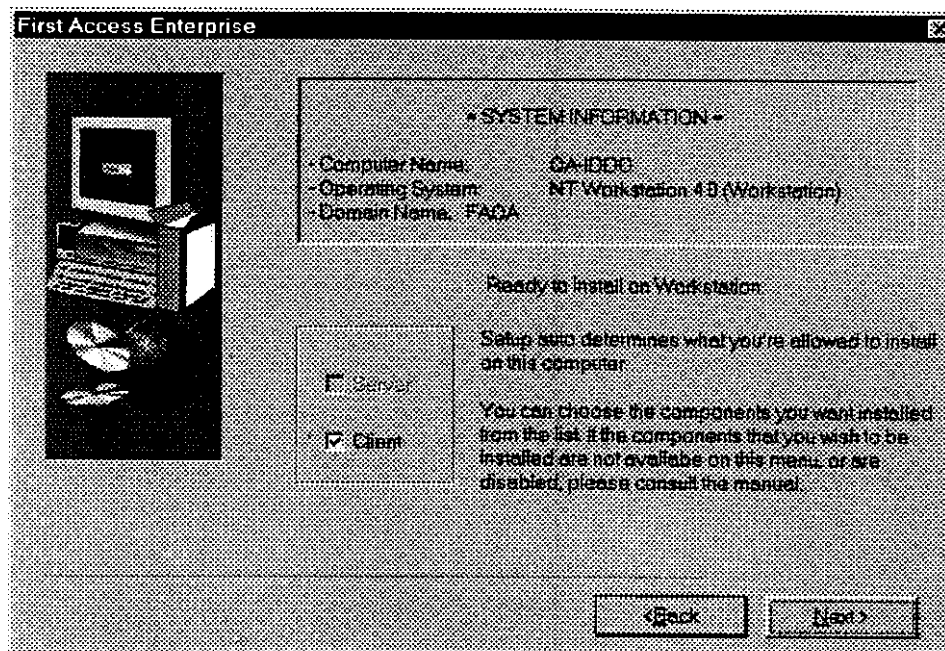 First Access Enterprise
* SYSTEM INFORMATION *
- Computer Name:
- Operating System: NT Workstation 4.0 (Workstation)
- Domain Name: FADA
Ready to Install on Workstation
Setup auto determines what you're allowed to install
on this computer.
You can choose the components you want installed
from the list. If the components that you wish to be
installed are not availabe on this menu, or are
disabled, please consult the manual.
Server
Client
<Back
Next >